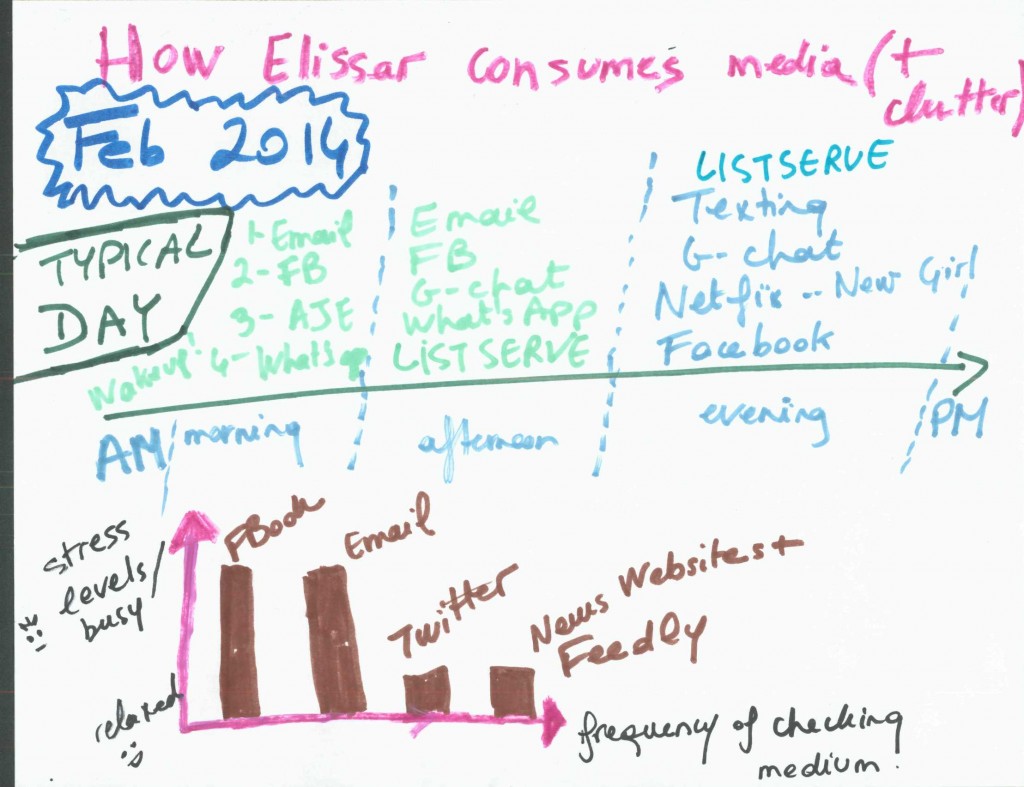 How Elissar consumes media (+
clutter)
Feb 2014
TYPICAL
DAY
Wakeup!
1- Email
2- FB
3- AJE
4- Whatsapp
Email
FB
G-chat
What's App
LISTSERVE
LISTSERVE
Texting
G-chat
Netflix -- New Girl
Facebook
AM
morning
afternoon
evening
PM
stress
levels/
busy
relaxed
FBook
Email
Twitter
News Websites +
Feedly
frequency of checking
medium.